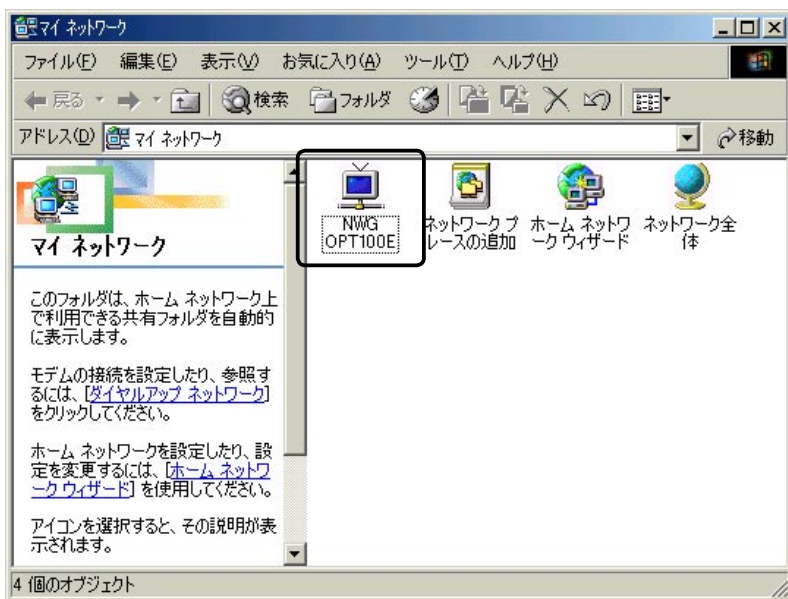 マイ ネットワーク
ファイル(F) 編集(E) 表示(V) お気に入り(A) ツール(T) ヘルプ(H)
戻る 検索 フォルダ
アドレス(D) マイ ネットワーク 移動
マイ ネットワーク
このフォルダは、ホーム ネットワーク上
で利用できる共有フォルダを自動的
に表示します。
モデムの接続を設定したり、参照す
るには、[ダイヤルアップ ネットワーク]
をクリックしてください。
ホーム ネットワークを設定したり、設
定を変更するには、[ホーム ネットワ
ーク ウィザード] を使用してください。
アイコンを選択すると、その説明が表
示されます。
NWG
OPT100E
ネットワーク プ
レースの追加
ホーム ネットワ
ーク ウィザード
ネットワーク全
体
4 個のオブジェクト